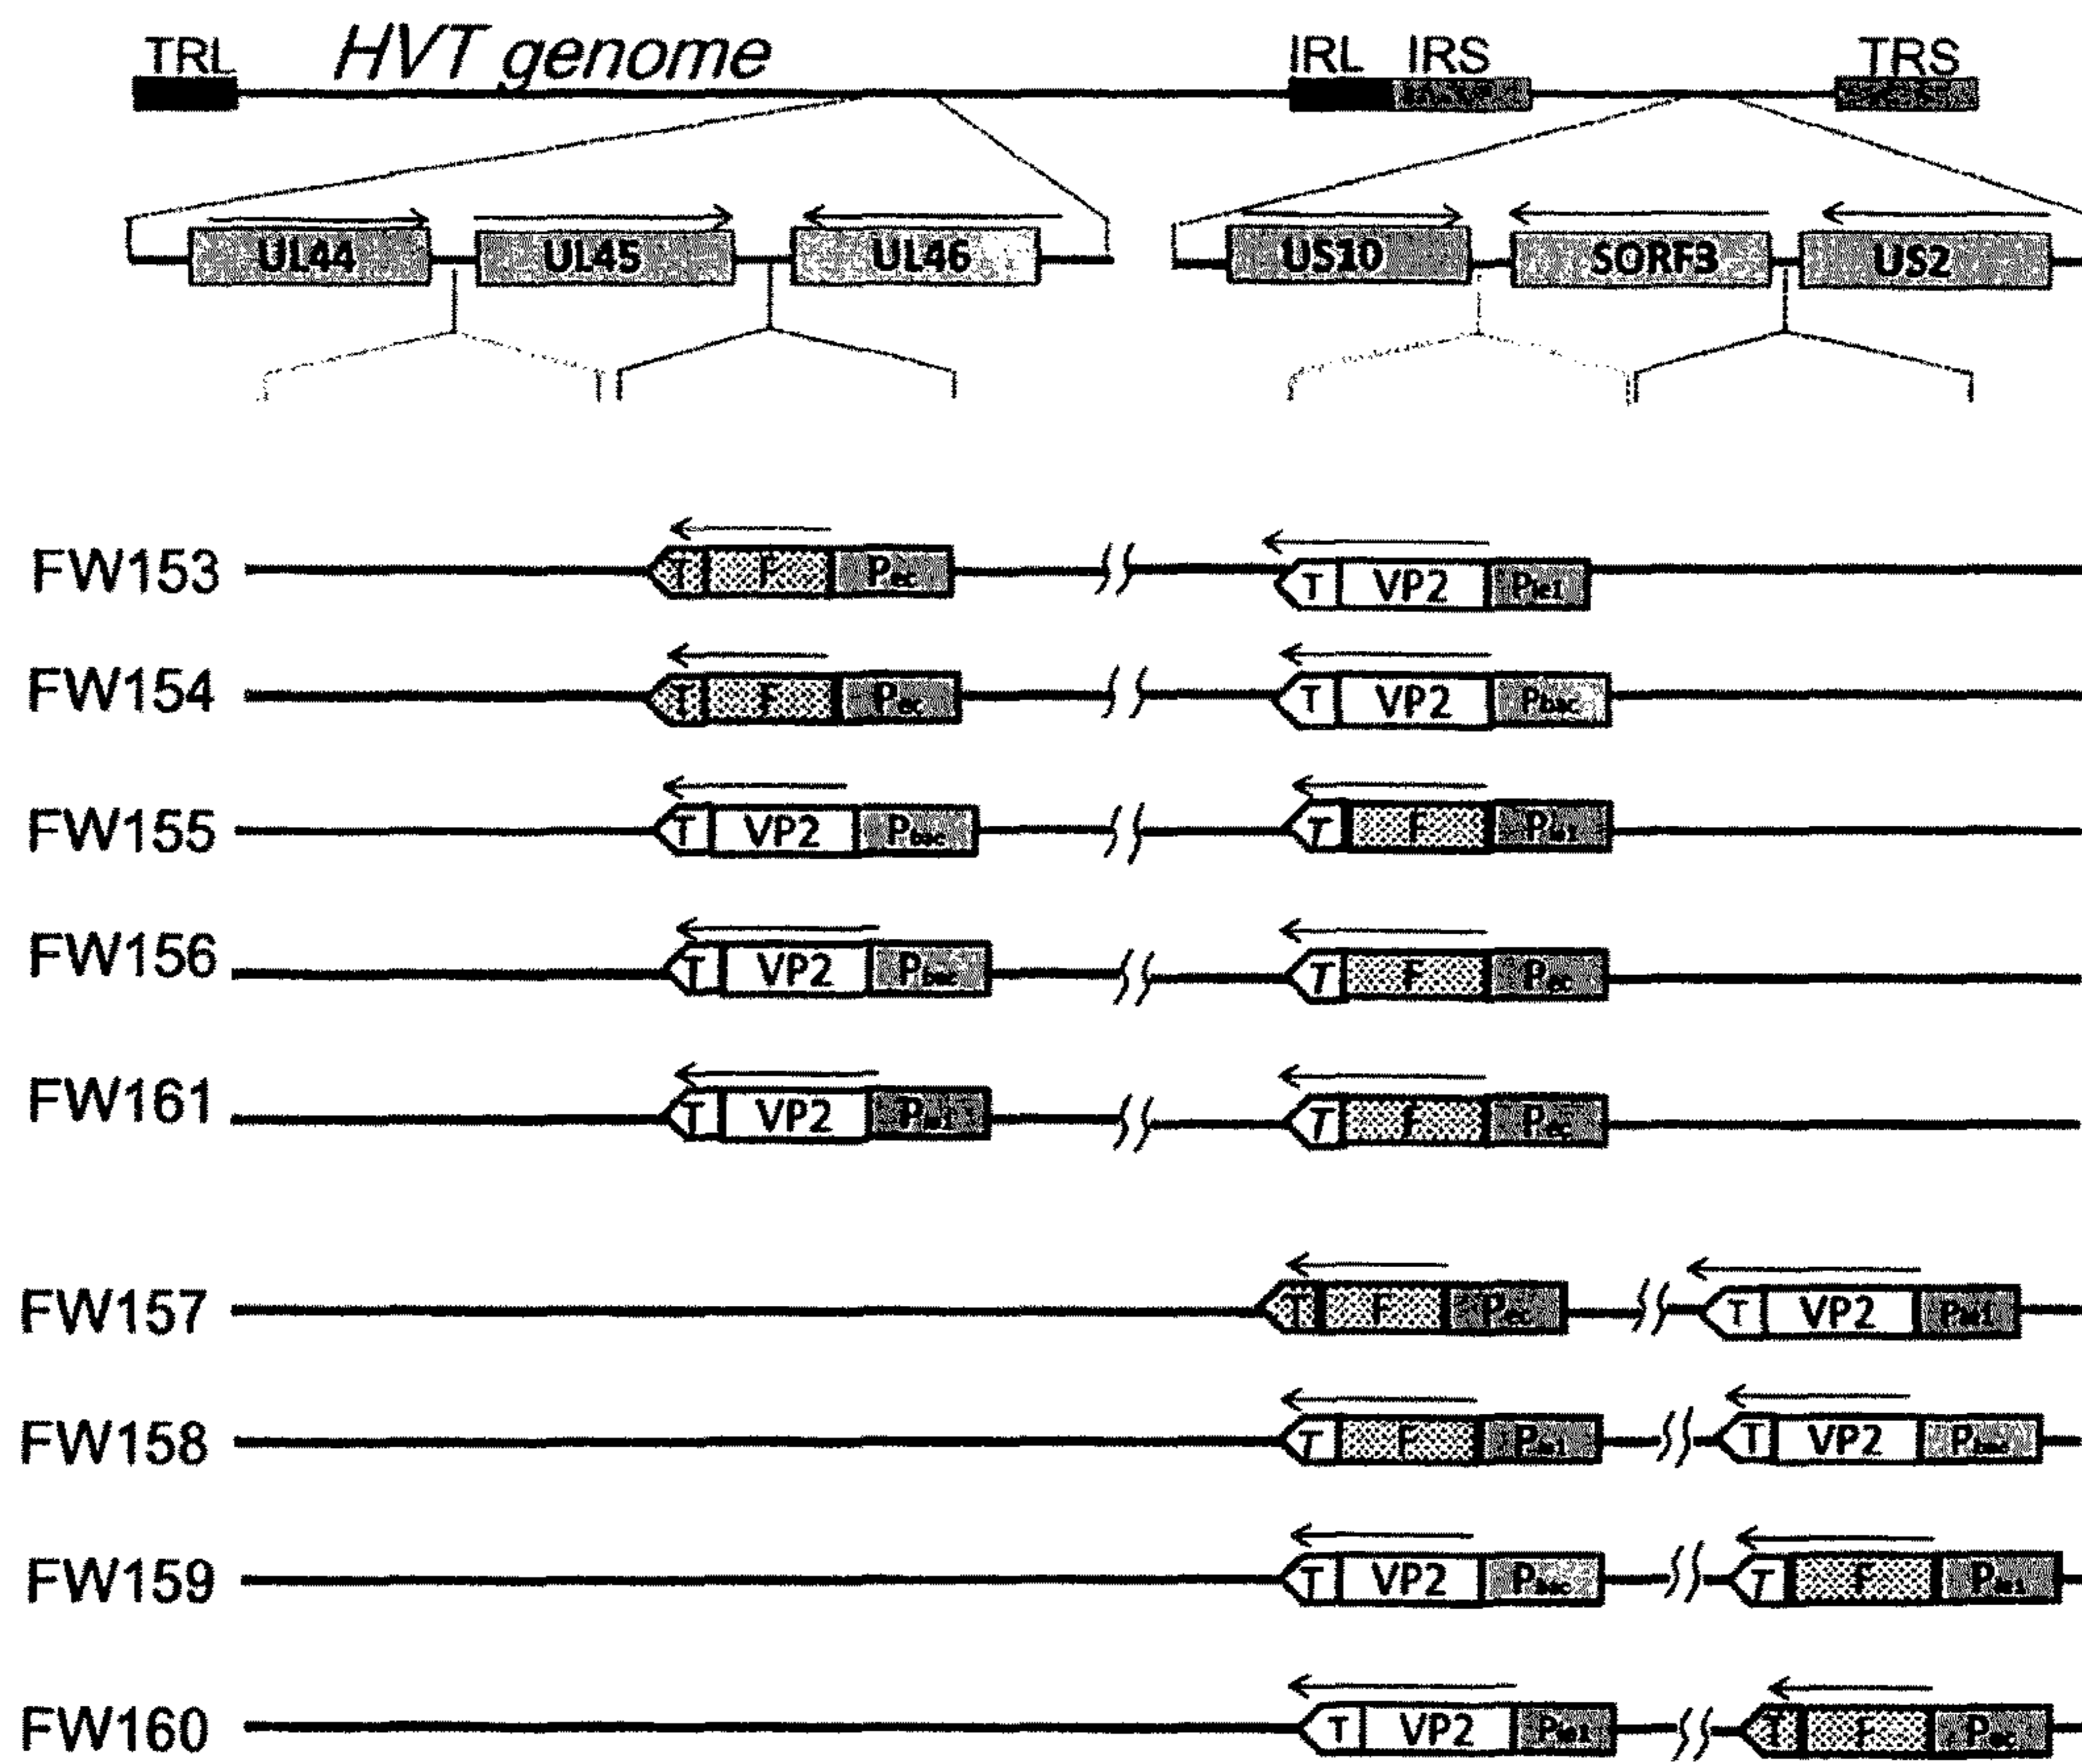 TRL HVT genome IRL IRS TRS
UL44 UL45 UL46 US10 SORF3 US2
FW153 T F Pec T VP2 Pie1
FW154 T F Pec T VP2 Pbac
FW155 T VP2 Pbac T F Pie1
FW156 T VP2 Pbac T F Pec
FW161 T VP2 Pie1 T F Pec
FW157 T F Pec T VP2 Pie1
FW158 T F Pie1 T VP2 Pbac
FW159 T VP2 Pbac T F Pie1
FW160 T VP2 Pie1 T F Pec